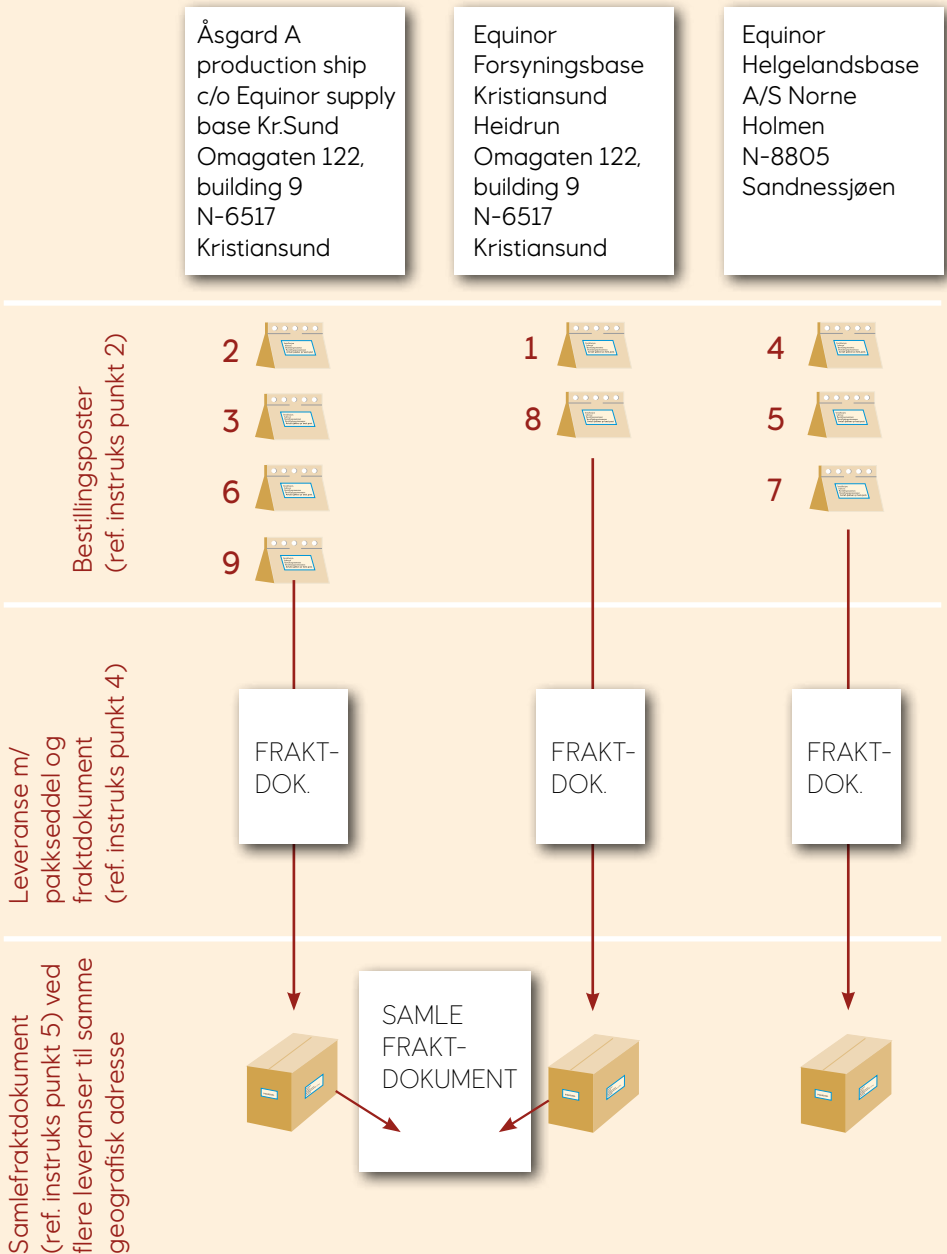 Åsgard A
production ship
c/o Equinor supply
base Kr.Sund
Omagaten 122,
building 9
N-6517
Kristiansund
Equinor
Forsyningsbase
Kristiansund
Heidrun
Omagaten 122,
building 9
N-6517
Kristiansund
Equinor
Helgelandsbase
A/S Norne
Holmen
N-8805
Sandnessjøen
Bestillingsposter
(ref. instruks punkt 2)
2
3
6
9
1
8
4
5
7
Leveranse m/
pakkseddel og
fraktdokument
(ref. instruks punkt 4)
FRAKT-
DOK.
FRAKT-
DOK.
FRAKT-
DOK.
Samlefraktdokument
(ref. instruks punkt 5) ved
flere leveranser til samme
geografisk adresse
SAMLE
FRAKT-
DOKUMENT